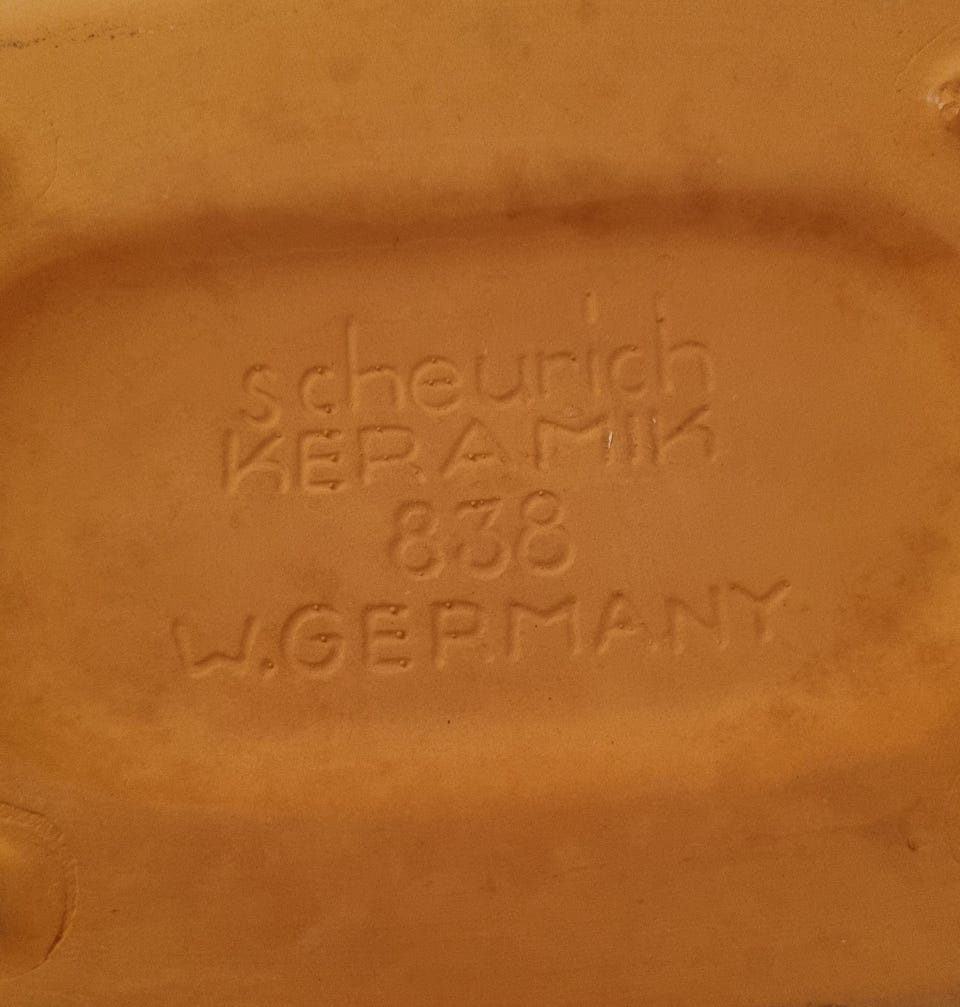 scheurich
KERAMIK
838
W.GERMANY